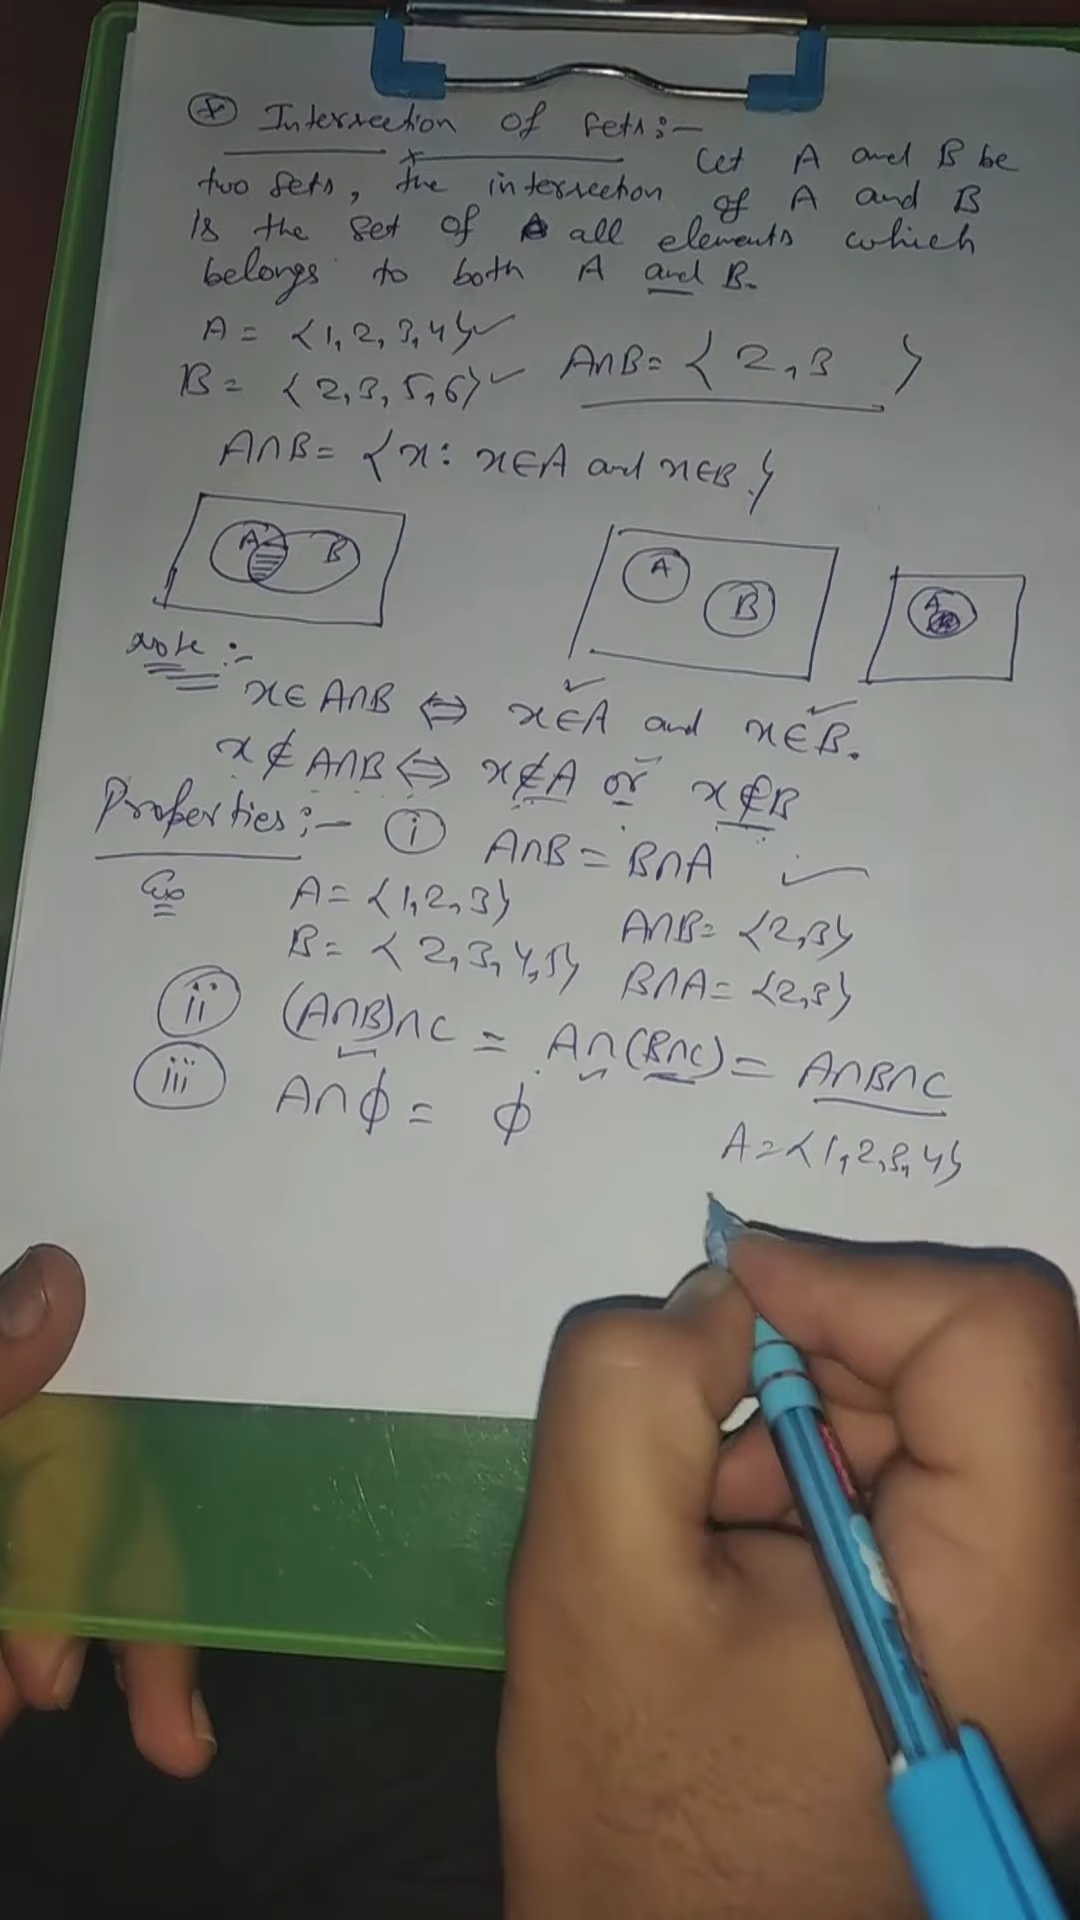 * Intersection of sets:-
Let A and B be
two sets, the intersection of A and B
is the set of all elements which
belongs to both A and B.
A = {1, 2, 3, 4} ✓
B = {2, 3, 5, 6} ✓
A∩B = { 2, 3 }
A∩B = {x : x∈A and x∈B.}
A B
A B
A
Note :-
x∈A∩B ⇔ x∈A and x∈B.
x∉A∩B ⇔ x∉A or x∉B
Properties :- (i) A∩B = B∩A ✓
A = {1, 2, 3} A∩B = {2, 3}
B = {2, 3, 4, 5} B∩A = {2, 3}
(ii) (A∩B)∩C = A∩(B∩C) = A∩B∩C
(iii) A∩ϕ = ϕ
A = {1, 2, 3, 4}